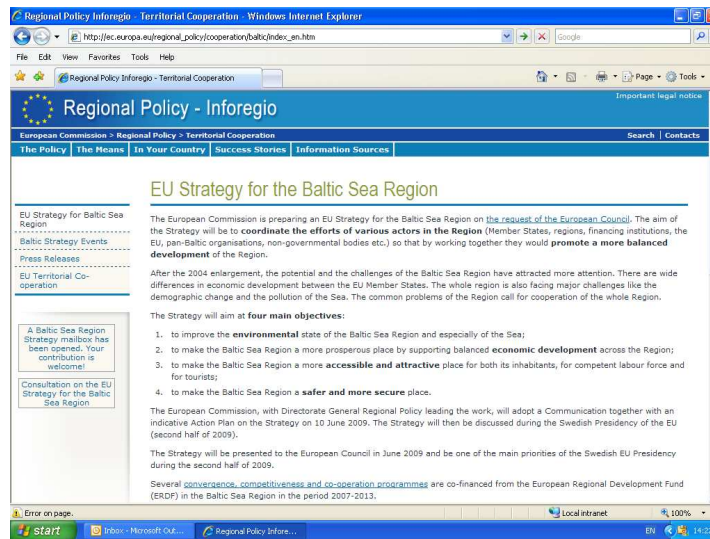 Regional Policy Inforegio - Territorial Cooperation - Windows Internet Explorer
http://ec.europa.eu/regional_policy/cooperation/baltic/index_en.htm
Google
File Edit View Favorites Tools Help
Regional Policy Inforegio - Territorial Cooperation
Page Tools
Important legal notice
Regional Policy - Inforegio
European Commission > Regional Policy > Territorial Cooperation
Search | Contacts
The Policy The Means In Your Country Success Stories Information Sources
EU Strategy for the Baltic Sea Region
EU Strategy for Baltic Sea
Region
Baltic Strategy Events
Press Releases
EU Territorial Co-
operation
A Baltic Sea Region
Strategy mailbox has
been opened. Your
contribution is
welcome!
Consultation on the EU
Strategy for the Baltic
Sea Region
The European Commission is preparing an EU Strategy for the Baltic Sea Region on the request of the European Council. The aim of
the Strategy will be to coordinate the efforts of various actors in the Region (Member States, regions, financing institutions, the
EU, pan-Baltic organisations, non-governmental bodies etc.) so that by working together they would promote a more balanced
development of the Region.
After the 2004 enlargement, the potential and the challenges of the Baltic Sea Region have attracted more attention. There are wide
differences in economic development between the EU Member States. The whole region is also facing major challenges like the
demographic change and the pollution of the Sea. The common problems of the Region call for cooperation of the whole Region.
The Strategy will aim at four main objectives:
1. to improve the environmental state of the Baltic Sea Region and especially of the Sea;
2. to make the Baltic Sea Region a more prosperous place by supporting balanced economic development across the Region;
3. to make the Baltic Sea Region a more accessible and attractive place for both its inhabitants, for competent labour force and
for tourists;
4. to make the Baltic Sea Region a safer and more secure place.
The European Commission, with Directorate General Regional Policy leading the work, will adopt a Communication together with an
indicative Action Plan on the Strategy on 10 June 2009. The Strategy will then be discussed during the Swedish Presidency of the EU
(second half of 2009).
The Strategy will be presented to the European Council in June 2009 and be one of the main priorities of the Swedish EU Presidency
during the second half of 2009.
Several convergence, competitiveness and co-operation programmes are co-financed from the European Regional Development Fund
(ERDF) in the Baltic Sea Region in the period 2007-2013.
Error on page.
Local intranet
100%
start
Inbox - Microsoft Out...
Regional Policy Infore...
EN